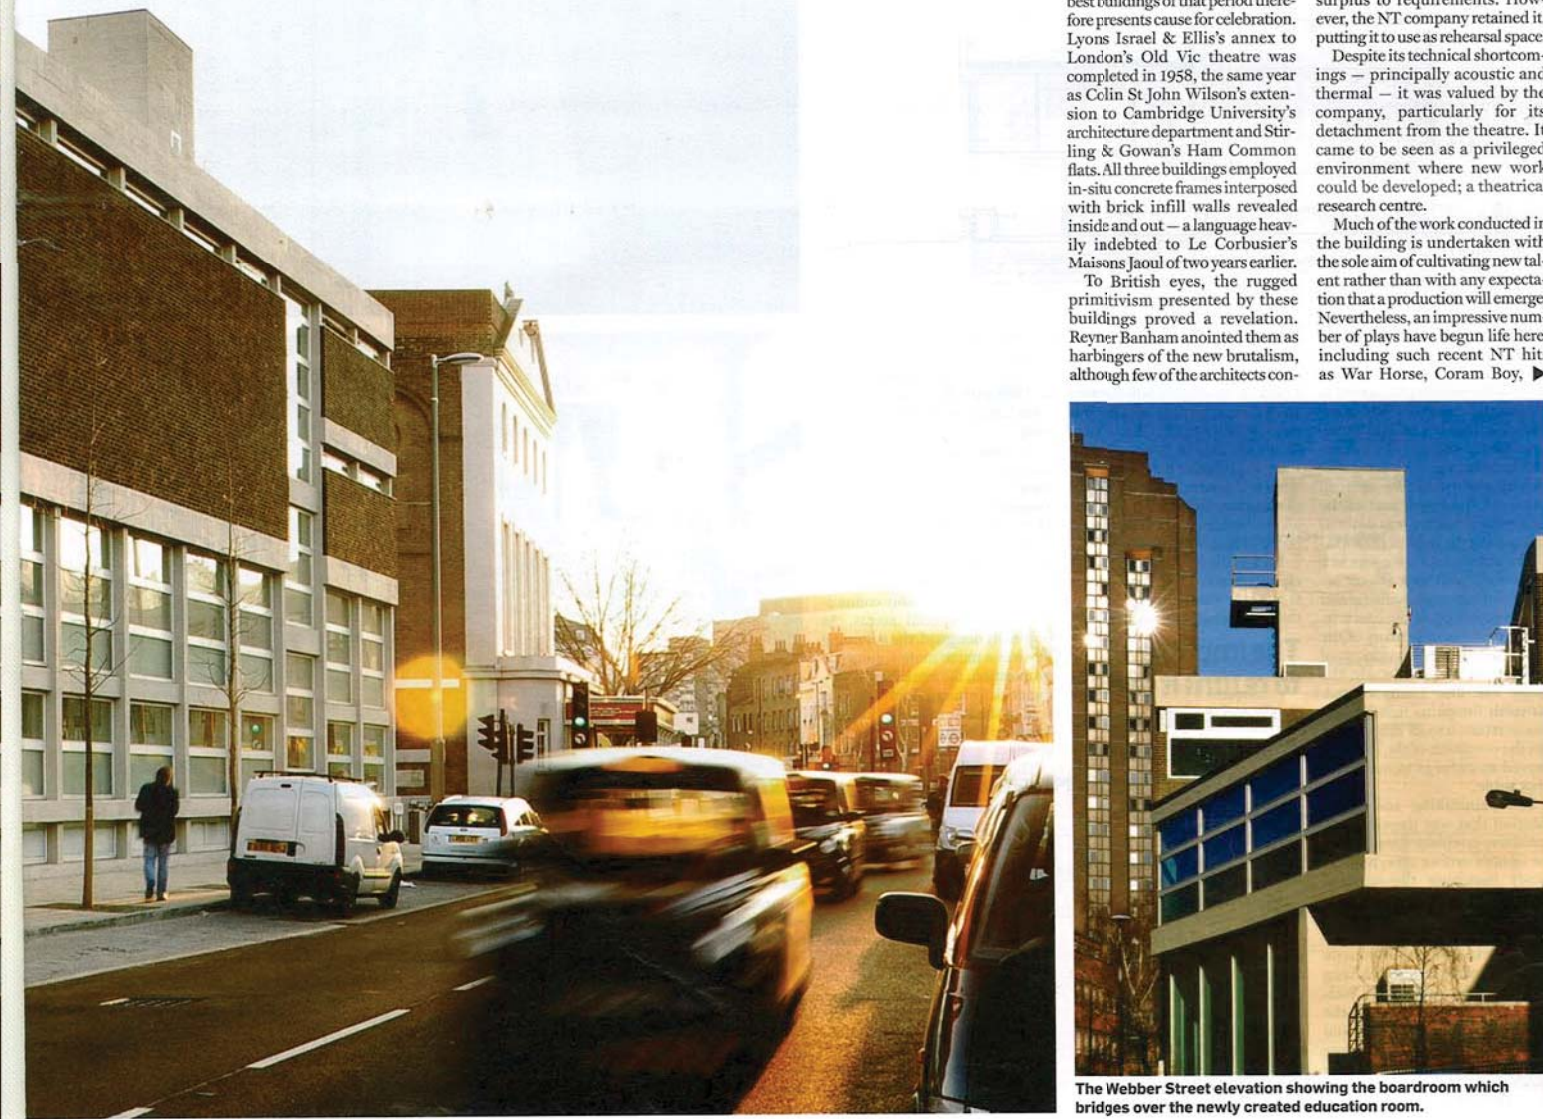 best buildings of that period there-
fore presents cause for celebration.
Lyons Israel & Ellis's annex to
London's Old Vic theatre was
completed in 1958, the same year
as Colin St John Wilson's exten-
sion to Cambridge University's
architecture department and Stir-
ling & Gowan's Ham Common
flats. All three buildings employed
in-situ concrete frames interposed
with brick infill walls revealed
inside and out — a language heav-
ily indebted to Le Corbusier's
Maisons Jaoul of two years earlier.
To British eyes, the rugged
primitivism presented by these
buildings proved a revelation.
Reyner Banham anointed them as
harbingers of the new brutalism,
although few of the architects con-
surplus to requirements. How-
ever, the NT company retained it
putting it to use as rehearsal space
Despite its technical shortcom-
ings — principally acoustic and
thermal — it was valued by the
company, particularly for its
detachment from the theatre. It
came to be seen as a privileged
environment where new work
could be developed; a theatrica
research centre.
Much of the work conducted in
the building is undertaken with
the sole aim of cultivating new tal-
ent rather than with any expecta-
tion that a production will emerge
Nevertheless, an impressive num-
ber of plays have begun life here
including such recent NT hit
as War Horse, Coram Boy, ▶
The Webber Street elevation showing the boardroom which
bridges over the newly created education room.